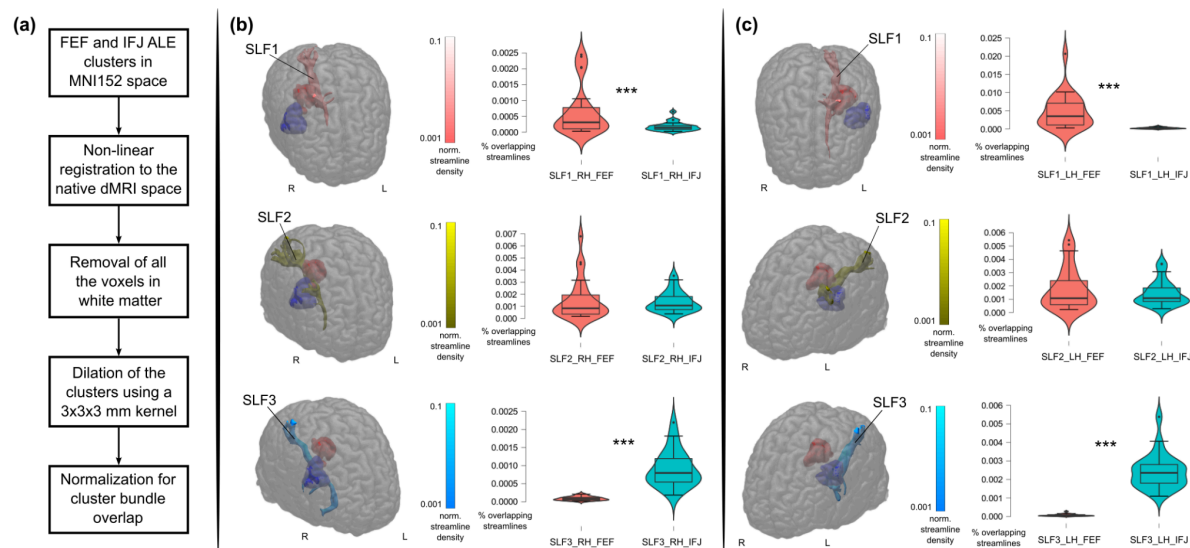 (a)
FEF and IFJ ALE
clusters in
MNI152 space
Non-linear
registration to the
native dMRI space
Removal of all
the voxels in
white matter
Dilation of the
clusters using a
3x3x3 mm kernel
Normalization for
cluster bundle
overlap
(b)
SLF1
R
L
0.1
0.001
norm.
streamline
density
% overlapping
streamlines
0.0025
0.0020
0.0015
0.0010
0.0005
0.0000
***
SLF1_RH_FEF
SLF1_RH_IFJ
SLF2
R
L
0.1
0.001
norm.
streamline
density
% overlapping
streamlines
0.007
0.006
0.005
0.004
0.003
0.002
0.001
0.000
SLF2_RH_FEF
SLF2_RH_IFJ
SLF3
R
L
0.1
0.001
norm.
streamline
density
% overlapping
streamlines
0.0025
0.0020
0.0015
0.0010
0.0005
0.0000
***
SLF3_RH_FEF
SLF3_RH_IFJ
(c)
SLF1
R
L
0.1
0.001
norm.
streamline
density
% overlapping
streamlines
0.025
0.020
0.015
0.010
0.005
0.000
***
SLF1_LH_FEF
SLF1_LH_IFJ
SLF2
R
L
0.1
0.001
norm.
streamline
density
% overlapping
streamlines
0.006
0.005
0.004
0.003
0.002
0.001
0.000
SLF2_LH_FEF
SLF2_LH_IFJ
SLF3
R
L
0.1
0.001
norm.
streamline
density
% overlapping
streamlines
0.006
0.005
0.004
0.003
0.002
0.001
0.000
***
SLF3_LH_FEF
SLF3_LH_IFJ